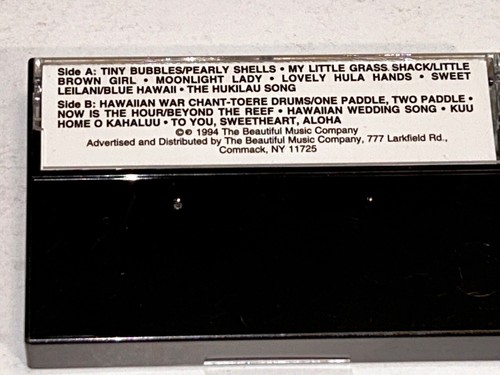 Side A: TINY BUBBLES/PEARLY SHELLS • MY LITTLE GRASS SHACK/LITTLE
BROWN GIRL • MOONLIGHT LADY • LOVELY HULA HANDS • SWEET
LEILANI/BLUE HAWAII • THE HUKILAU SONG
Side B: HAWAIIAN WAR CHANT-TOERE DRUMS/ONE PADDLE, TWO PADDLE •
NOW IS THE HOUR/BEYOND THE REEF • HAWAIIAN WEDDING SONG • KUU
HOME O KAHALUU • TO YOU, SWEETHEART, ALOHA
©℗ 1994 The Beautiful Music Company
Advertised and Distributed by The Beautiful Music Company, 777 Larkfield Rd.,
Commack, NY 11725